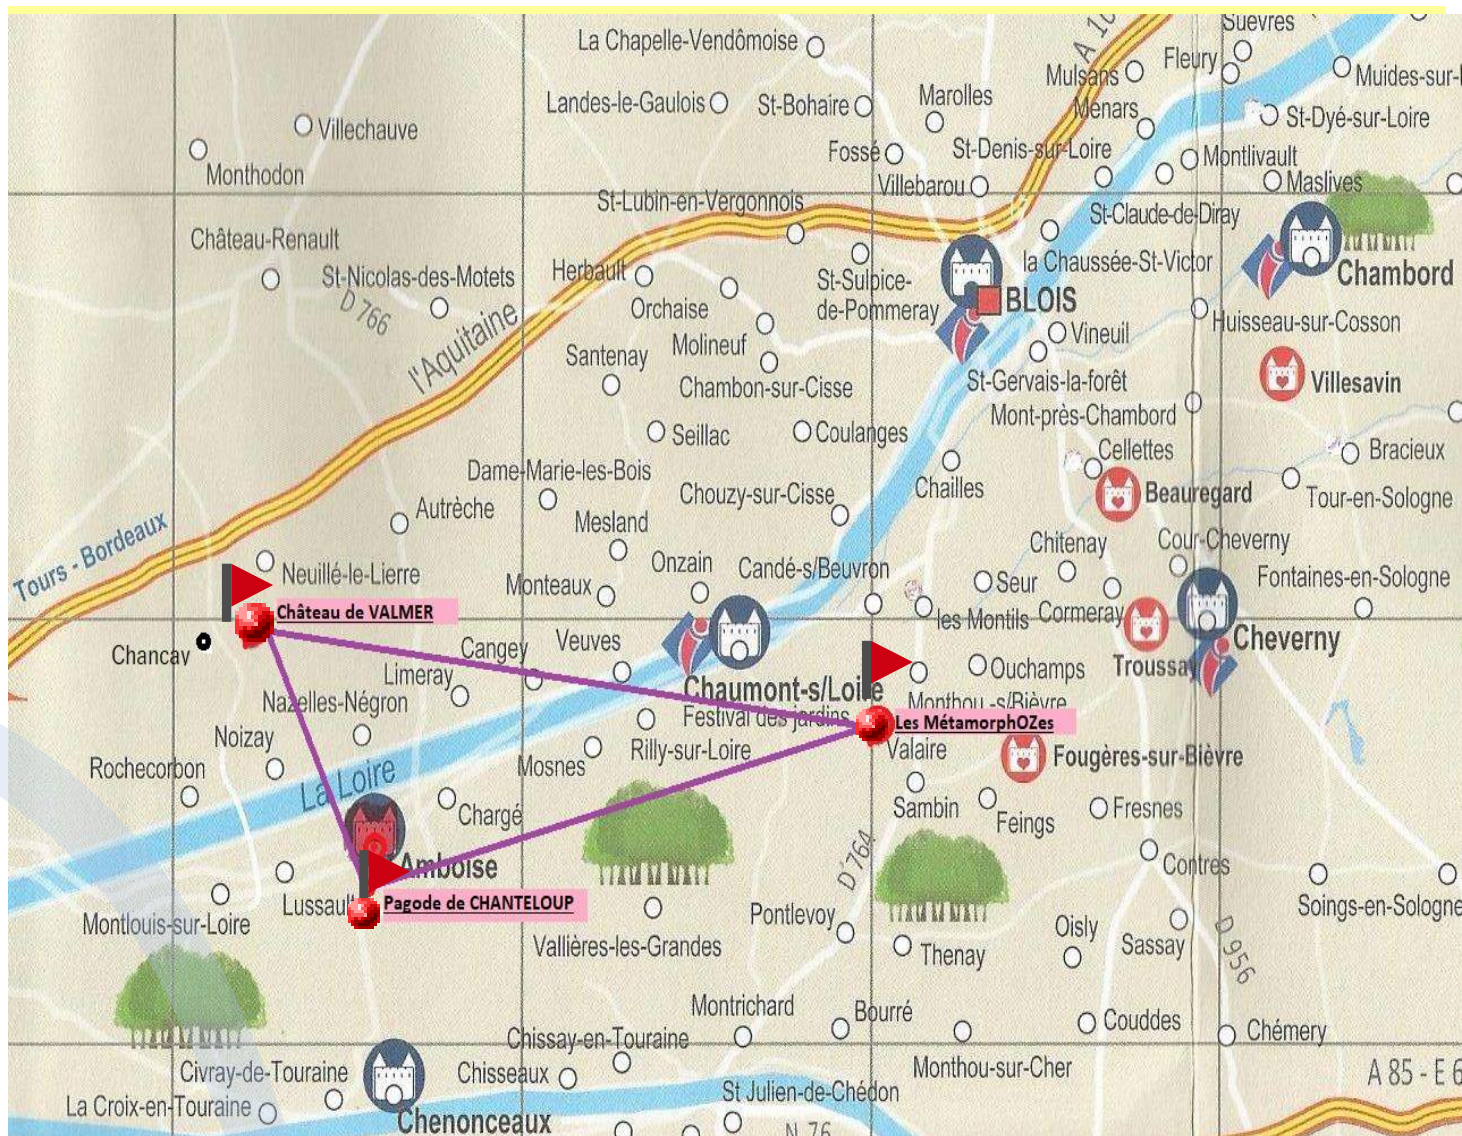 Suèvres
La Chapelle-Vendômoise
A 10
Fleury
Mulsans
Muides-sur-
Landes-le-Gaulois
St-Bohaire
Marolles
Menars
St-Dyé-sur-Loire
Villechauve
Fossé
St-Denis-sur-Loire
Montlivault
Monthodon
Villebarou
Maslives
St-Lubin-en-Vergonnois
St-Claude-de-Diray
Château-Renault
St-Nicolas-des-Motets
Herbault
la Chaussée-St-Victor
Chambord
D 766
Orchaise
St-Sulpice-
de-Pommeray
BLOIS
Huisseau-sur-Cosson
l'Aquitaine
Santenay
Molineuf
Vineuil
Chambon-sur-Cisse
St-Gervais-la-forêt
Villesavin
Mont-près-Chambord
Seillac
Coulanges
Cellettes
Bracieux
Dame-Marie-les-Bois
Chouzy-sur-Cisse
Chailles
Beauregard
Tour-en-Sologne
Autrèche
Mesland
Tours - Bordeaux
Chitenay
Cour-Cheverny
Neuillé-le-Lierre
Monteaux
Onzain
Candé-s/Beuvron
Seur
Fontaines-en-Sologne
Château de VALMER
les Montils
Cormeray
Cheverny
Chançay
Cangey
Veuves
Limeray
Ouchamps
Troussay
Nazelles-Négron
Chaumont-s/Loire
Monthou-s/Bièvre
Festival des jardins
Les MétamorphOZes
Noizay
Rilly-sur-Loire
Valaire
Fougères-sur-Bièvre
Rochecorbon
La Loire
Mosnes
Chargé
Sambin
Feings
Fresnes
Amboise
D 764
Contres
Lussault
Pagode de CHANTELOUP
Montlouis-sur-Loire
Pontlevoy
Soings-en-Sologne
Vallières-les-Grandes
Thenay
Oisly
Sassay
D 956
Montrichard
Bourré
Couddes
Chémery
Chissay-en-Touraine
Civray-de-Touraine
Chisseaux
Monthou-sur-Cher
A 85 - E 6
La Croix-en-Touraine
Chenonceaux
St Julien-de-Chédon
N 76